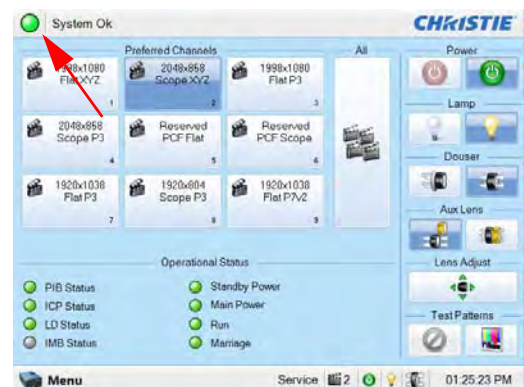 System Ok
CHRISTIE
Preferred Channels
All
Power
1998x1080
Flat XYZ
1
2048x858
Scope XYZ
2
1998x1080
Flat P3
3
Lamp
2048x858
Scope P3
4
Reserved
PCF Flat
5
Reserved
PCF Scope
6
Douser
1920x1038
Flat P3
7
1920x804
Scope P3
8
1920x1038
Flat P7v2
9
Aux Lens
Operational Status
Lens Adjust
PIB Status
Standby Power
ICP Status
Main Power
LD Status
Run
IMB Status
Marriage
Test Patterns
Menu
Service
2
01:25:23 PM